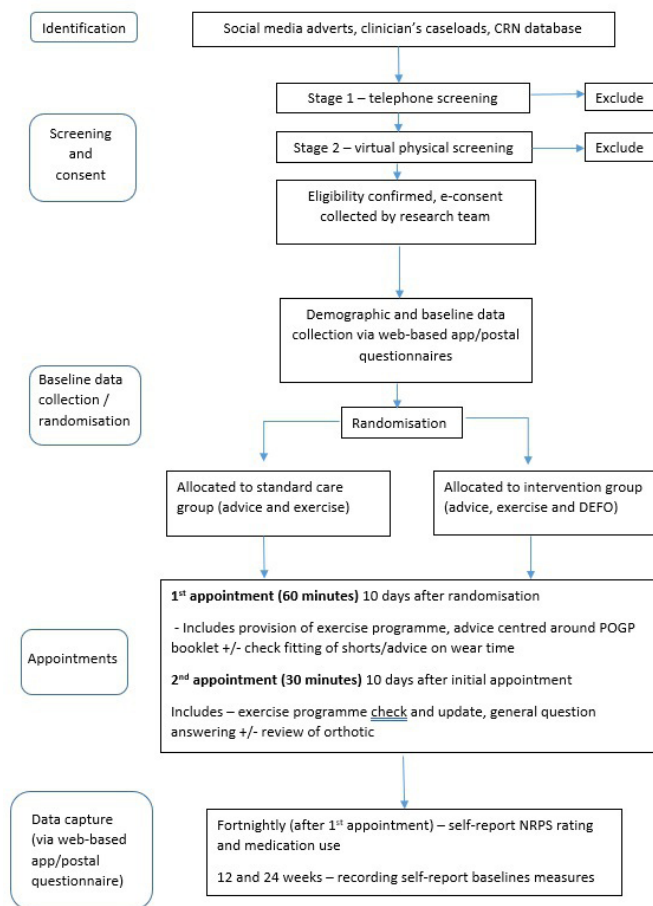 Identification
Social media adverts, clinician's caseloads, CRN database
Stage 1 – telephone screening
Exclude
Screening
and
consent
Stage 2 – virtual physical screening
Exclude
Eligibility confirmed, e-consent
collected by research team
Demographic and baseline data
collection via web-based app/postal
questionnaires
Baseline data
collection /
randomisation
Randomisation
Allocated to standard care
group (advice and exercise)
Allocated to intervention group
(advice, exercise and DEFO)
Appointments
1st appointment (60 minutes) 10 days after randomisation
- Includes provision of exercise programme, advice centred around POGP
booklet +/- check fitting of shorts/advice on wear time
2nd appointment (30 minutes) 10 days after initial appointment
Includes – exercise programme check and update, general question
answering +/- review of orthotic
Data capture
(via web-based
app/postal
questionnaire)
Fortnightly (after 1st appointment) – self-report NRPS rating
and medication use
12 and 24 weeks – recording self-report baselines measures